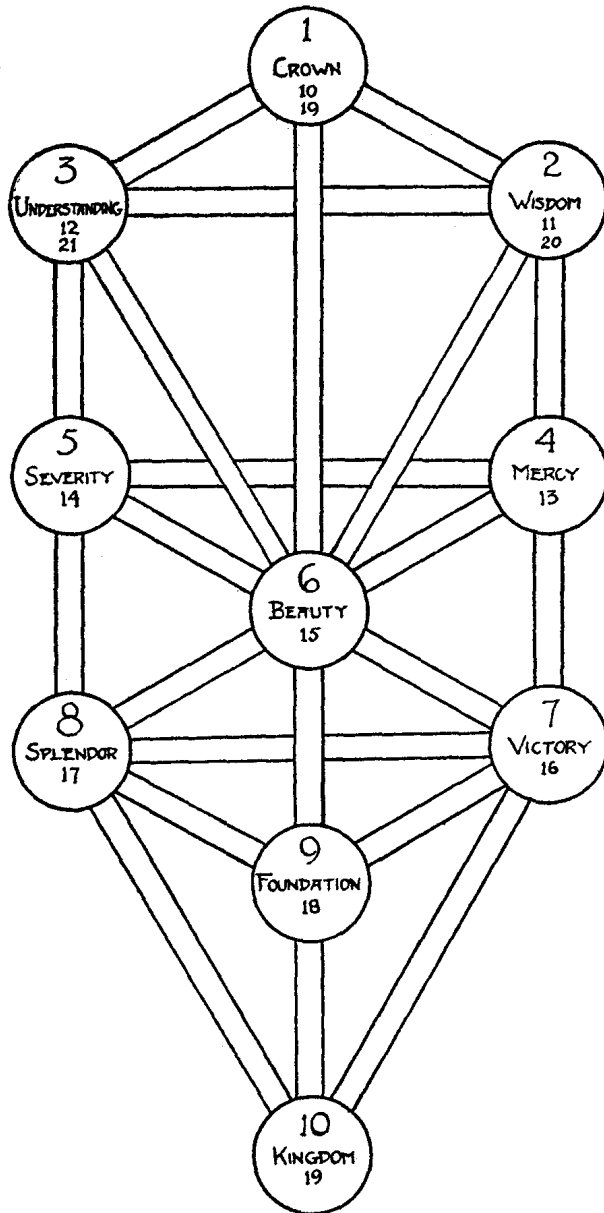 1
CROWN
10
19
3
UNDERSTANDING
12
21
2
WISDOM
11
20
5
SEVERITY
14
4
MERCY
13
6
BEAUTY
15
8
SPLENDOR
17
7
VICTORY
16
9
FOUNDATION
18
10
KINGDOM
19